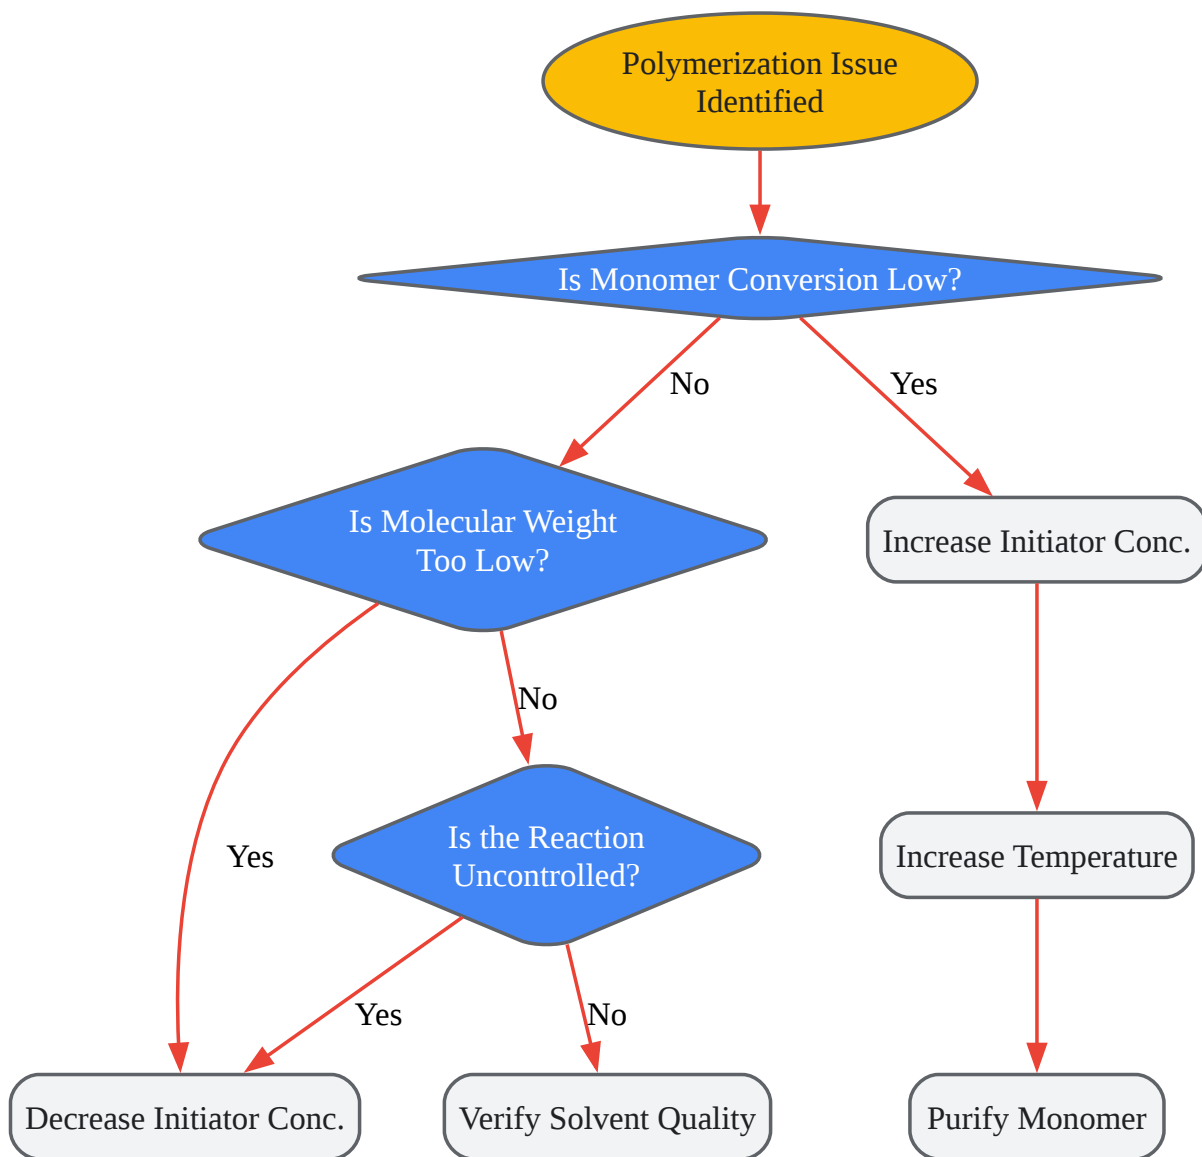 Polymerization Issue
Identified
Is Monomer Conversion Low?
No
Yes
Is Molecular Weight
Too Low?
Increase Initiator Conc.
No
Is the Reaction
Uncontrolled?
Yes
Increase Temperature
Yes
No
Decrease Initiator Conc.
Verify Solvent Quality
Purify Monomer